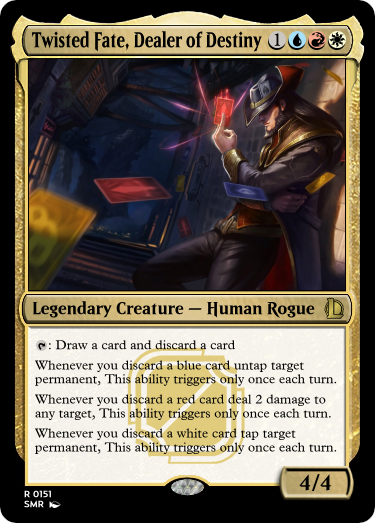 Twisted Fate, Dealer of Destiny 1
Legendary Creature — Human Rogue
: Draw a card and discard a card
Whenever you discard a blue card untap target
permanent, This ability triggers only once each turn.
Whenever you discard a red card deal 2 damage to
any target, This ability triggers only once each turn.
Whenever you discard a white card tap target
permanent, This ability triggers only once each turn.
4/4
R 0151
SMR